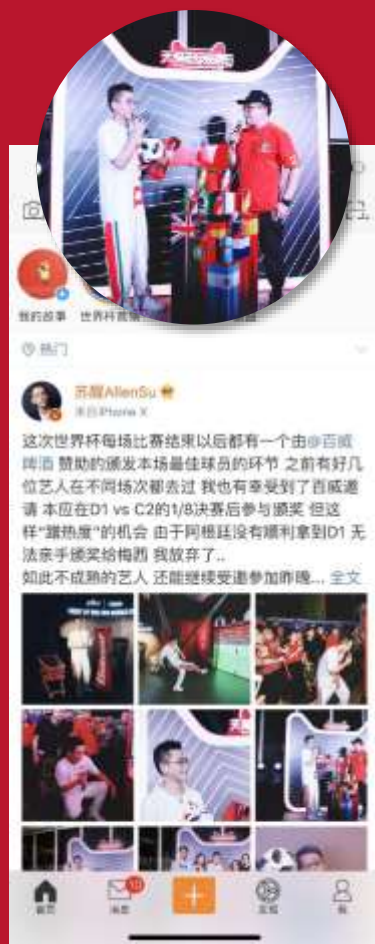 我的故事
世界杯直播
热门
苏醒AllenSu
来自iPhone X
这次世界杯每场比赛结束以后都有一个由@百威
啤酒 赞助的颁发本场最佳球员的环节 之前有好几
位艺人在不同场次都去过 我也有幸受到了百威邀
请 本应在D1 vs C2的1/8决赛后参与颁奖 但这
样“蹭热度”的机会 由于阿根廷没有顺利拿到D1 无
法亲手颁奖给梅西 我放弃了..
如此不成熟的艺人 还能继续受邀参加昨晚... 全文
首页
消息
发现
我